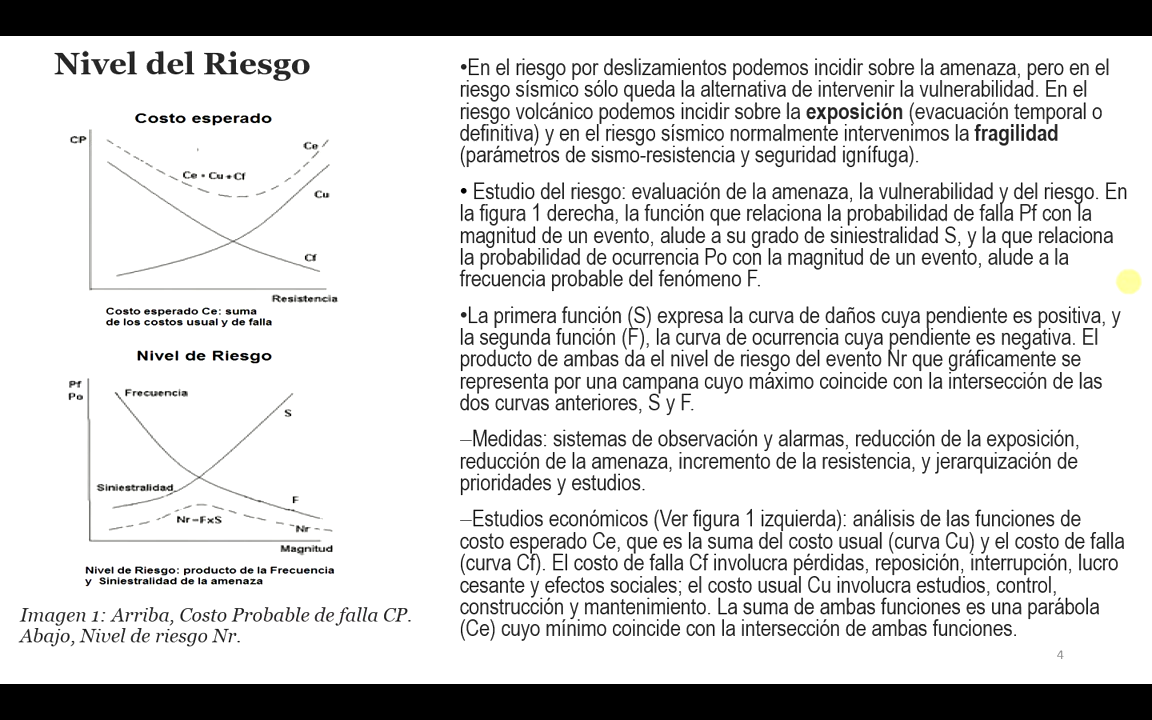 Nivel del Riesgo
Costo esperado
CP
Ce
Ce = Cu + Cf
Cu
Cf
Resistencia
Costo esperado Ce: suma
de los costos usual y de falla
Nivel de Riesgo
Pf
Po
Frecuencia
S
Siniestralidad
F
Nr=FxS
Nr
Magnitud
Nivel de Riesgo: producto de la Frecuencia
y Siniestralidad de la amenaza
Imagen 1: Arriba, Costo Probable de falla CP.
Abajo, Nivel de riesgo Nr.
•En el riesgo por deslizamientos podemos incidir sobre la amenaza, pero en el
riesgo sísmico sólo queda la alternativa de intervenir la vulnerabilidad. En el
riesgo volcánico podemos incidir sobre la exposición (evacuación temporal o
definitiva) y en el riesgo sísmico normalmente intervenimos la fragilidad
(parámetros de sismo-resistencia y seguridad ignífuga).
• Estudio del riesgo: evaluación de la amenaza, la vulnerabilidad y del riesgo. En
la figura 1 derecha, la función que relaciona la probabilidad de falla Pf con la
magnitud de un evento, alude a su grado de siniestralidad S, y la que relaciona
la probabilidad de ocurrencia Po con la magnitud de un evento, alude a la
frecuencia probable del fenómeno F.
•La primera función (S) expresa la curva de daños cuya pendiente es positiva, y
la segunda función (F), la curva de ocurrencia cuya pendiente es negativa. El
producto de ambas da el nivel de riesgo del evento Nr que gráficamente se
representa por una campana cuyo máximo coincide con la intersección de las
dos curvas anteriores, S y F.
–Medidas: sistemas de observación y alarmas, reducción de la exposición,
reducción de la amenaza, incremento de la resistencia, y jerarquización de
prioridades y estudios.
–Estudios económicos (Ver figura 1 izquierda): análisis de las funciones de
costo esperado Ce, que es la suma del costo usual (curva Cu) y el costo de falla
(curva Cf). El costo de falla Cf involucra pérdidas, reposición, interrupción, lucro
cesante y efectos sociales; el costo usual Cu involucra estudios, control,
construcción y mantenimiento. La suma de ambas funciones es una parábola
(Ce) cuyo mínimo coincide con la intersección de ambas funciones.
4